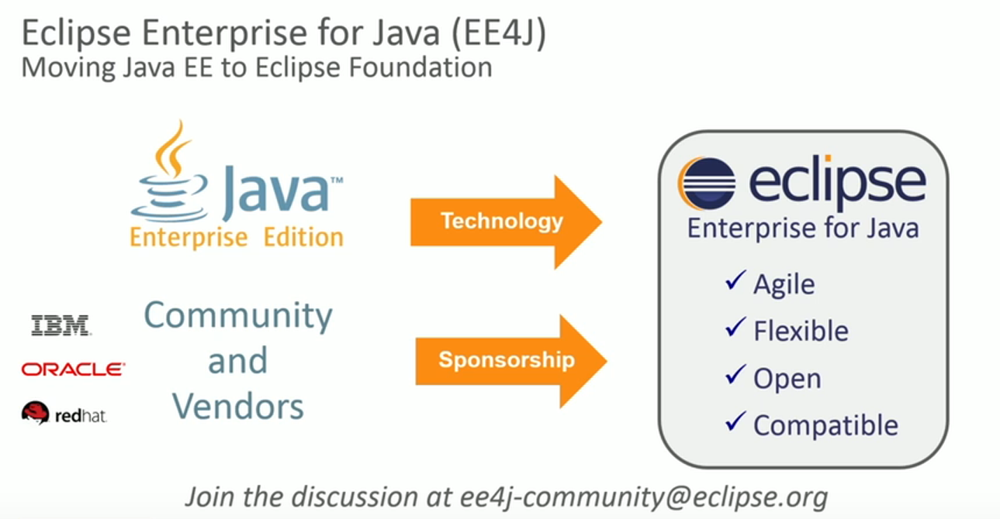 Eclipse Enterprise for Java (EE4J)
Moving Java EE to Eclipse Foundation
Java™
Enterprise Edition
Technology
eclipse
Enterprise for Java
✓ Agile
✓ Flexible
✓ Open
✓ Compatible
IBM®
ORACLE®
redhat.
Community
and
Vendors
Sponsorship
Join the discussion at ee4j-community@eclipse.org